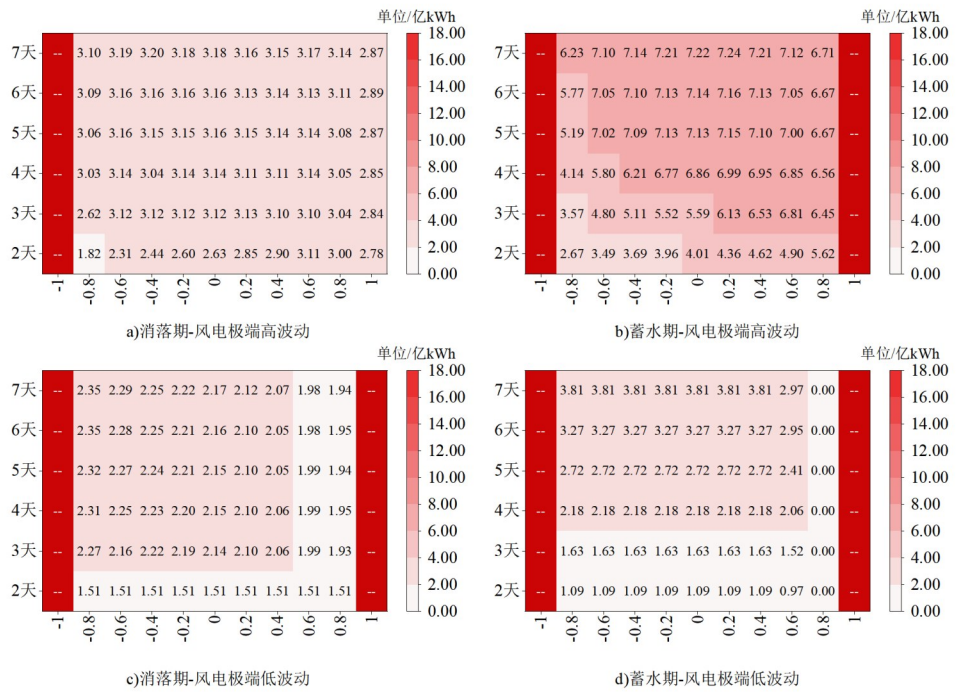 单位/亿kWh
7天 -- 3.10 3.19 3.20 3.18 3.18 3.16 3.15 3.17 3.14 2.87
6天 -- 3.09 3.16 3.16 3.16 3.16 3.13 3.14 3.13 3.11 2.89
5天 -- 3.06 3.16 3.15 3.15 3.16 3.15 3.14 3.14 3.08 2.87
4天 -- 3.03 3.14 3.04 3.14 3.14 3.11 3.11 3.14 3.05 2.85
3天 -- 2.62 3.12 3.12 3.12 3.12 3.13 3.10 3.10 3.04 2.84
2天 -- 1.82 2.31 2.44 2.60 2.63 2.85 2.90 3.11 3.00 2.78
-1 -0.8 -0.6 -0.4 -0.2 0 0.2 0.4 0.6 0.8 1
18.00
16.00
14.00
12.00
10.00
8.00
6.00
4.00
2.00
0.00
a)消落期-风电极端高波动
单位/亿kWh
7天 -- 6.23 7.10 7.14 7.21 7.22 7.24 7.21 7.12 6.71 --
6天 -- 5.77 7.05 7.10 7.13 7.14 7.16 7.13 7.05 6.67 --
5天 -- 5.19 7.02 7.09 7.13 7.13 7.15 7.10 7.00 6.67 --
4天 -- 4.14 5.80 6.21 6.77 6.86 6.99 6.95 6.85 6.56 --
3天 -- 3.57 4.80 5.11 5.52 5.59 6.13 6.53 6.81 6.45 --
2天 -- 2.67 3.49 3.69 3.96 4.01 4.36 4.62 4.90 5.62 --
-1 -0.8 -0.6 -0.4 -0.2 0 0.2 0.4 0.6 0.8 1
18.00
16.00
14.00
12.00
10.00
8.00
6.00
4.00
2.00
0.00
b)蓄水期-风电极端高波动
单位/亿kWh
7天 -- 2.35 2.29 2.25 2.22 2.17 2.12 2.07 1.98 1.94 --
6天 -- 2.35 2.28 2.25 2.21 2.16 2.10 2.05 1.98 1.95 --
5天 -- 2.32 2.27 2.24 2.21 2.15 2.10 2.05 1.99 1.94 --
4天 -- 2.31 2.25 2.23 2.20 2.15 2.10 2.06 1.99 1.95 --
3天 -- 2.27 2.16 2.22 2.19 2.14 2.10 2.06 1.99 1.93 --
2天 -- 1.51 1.51 1.51 1.51 1.51 1.51 1.51 1.51 1.51 --
-1 -0.8 -0.6 -0.4 -0.2 0 0.2 0.4 0.6 0.8 1
18.00
16.00
14.00
12.00
10.00
8.00
6.00
4.00
2.00
0.00
c)消落期-风电极端低波动
单位/亿kWh
7天 -- 3.81 3.81 3.81 3.81 3.81 3.81 3.81 2.97 0.00 --
6天 -- 3.27 3.27 3.27 3.27 3.27 3.27 3.27 2.95 0.00 --
5天 -- 2.72 2.72 2.72 2.72 2.72 2.72 2.72 2.41 0.00 --
4天 -- 2.18 2.18 2.18 2.18 2.18 2.18 2.18 2.06 0.00 --
3天 -- 1.63 1.63 1.63 1.63 1.63 1.63 1.63 1.52 0.00 --
2天 -- 1.09 1.09 1.09 1.09 1.09 1.09 1.09 0.97 0.00 --
-1 -0.8 -0.6 -0.4 -0.2 0 0.2 0.4 0.6 0.8 1
18.00
16.00
14.00
12.00
10.00
8.00
6.00
4.00
2.00
0.00
d)蓄水期-风电极端低波动